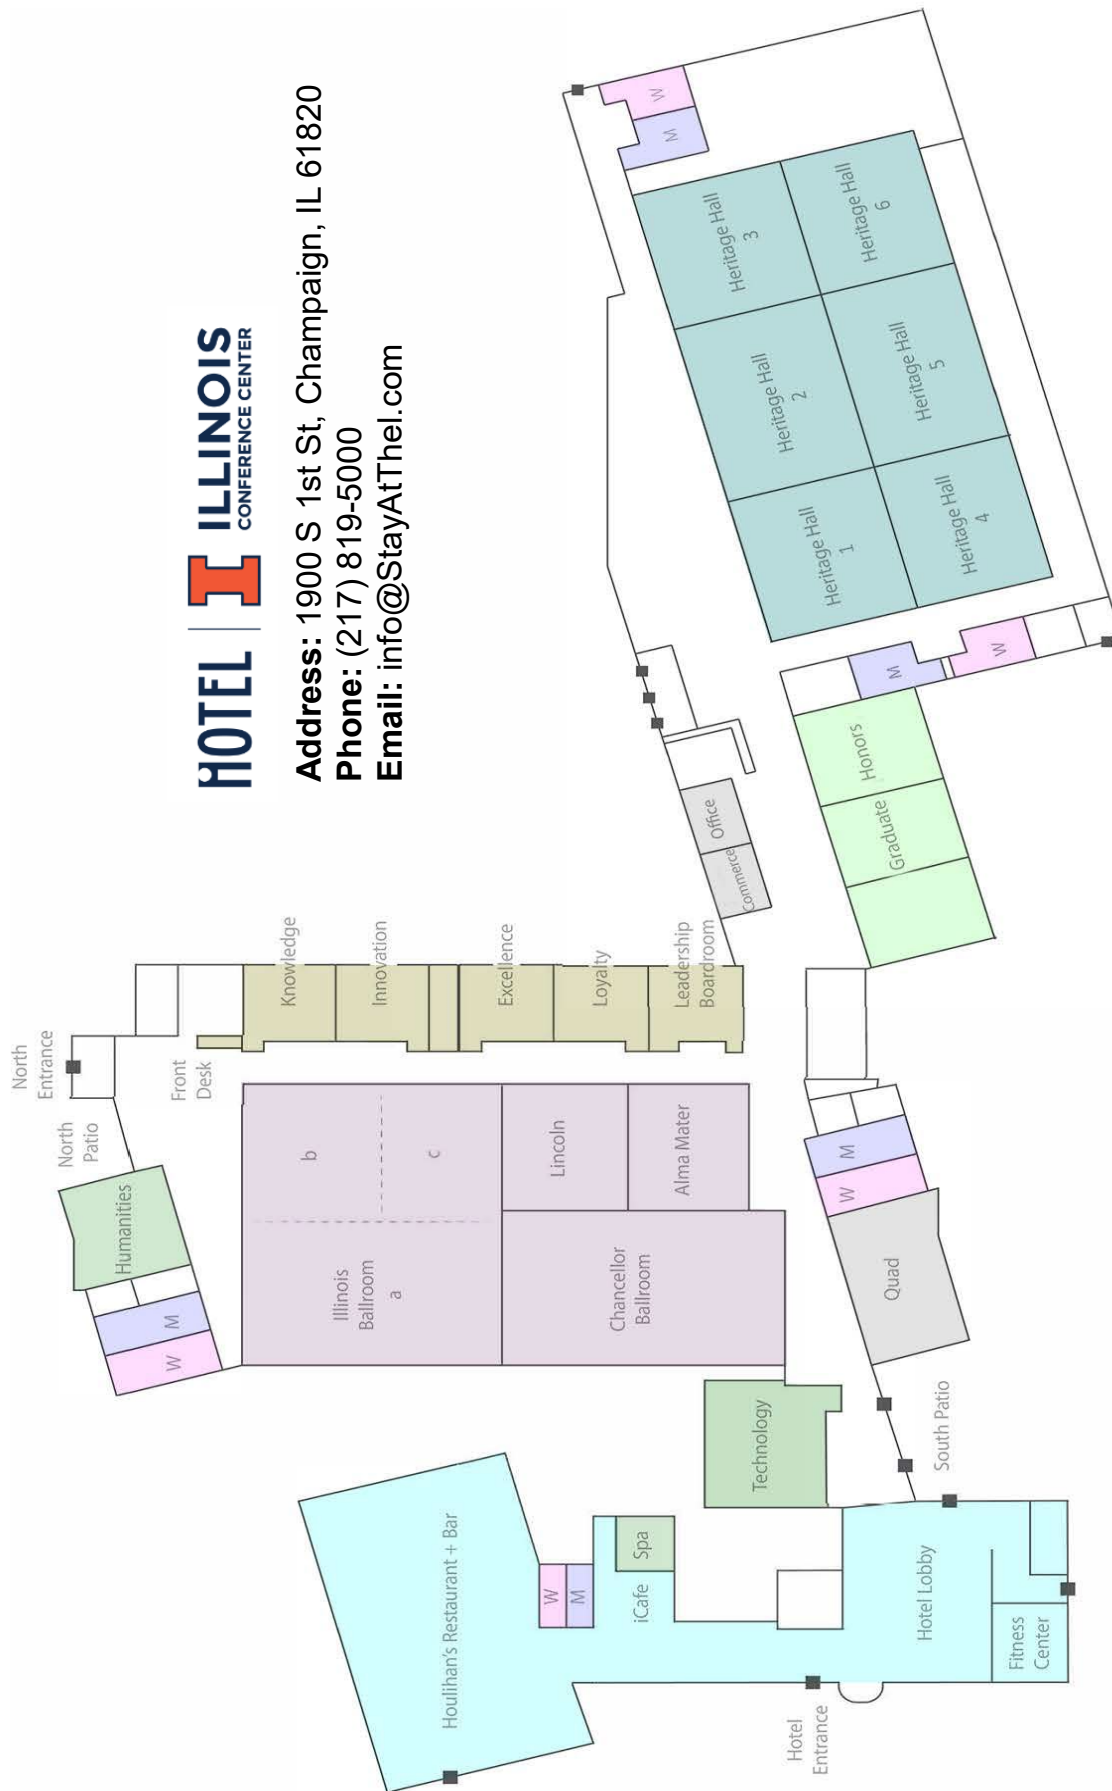 HOTEL I ILLINOIS
CONFERENCE CENTER
Address: 1900 S 1st St, Champaign, IL 61820
Phone: (217) 819-5000
Email: info@StayAtTheI.com
Houlihan's Restaurant + Bar
W
M
iCafe
Spa
Hotel
Entrance
Hotel Lobby
Fitness
Center
South Patio
Technology
W
M
Humanities
North
Patio
North
Entrance
Front
Desk
Illinois
Ballroom
a
b
c
Chancellor
Ballroom
Lincoln
Alma Mater
Knowledge
Innovation
Excellence
Loyalty
Leadership
Boardroom
Quad
W
M
Commerce
Office
Graduate
Honors
M
W
Heritage Hall
1
Heritage Hall
2
Heritage Hall
3
Heritage Hall
4
Heritage Hall
5
Heritage Hall
6
M
W